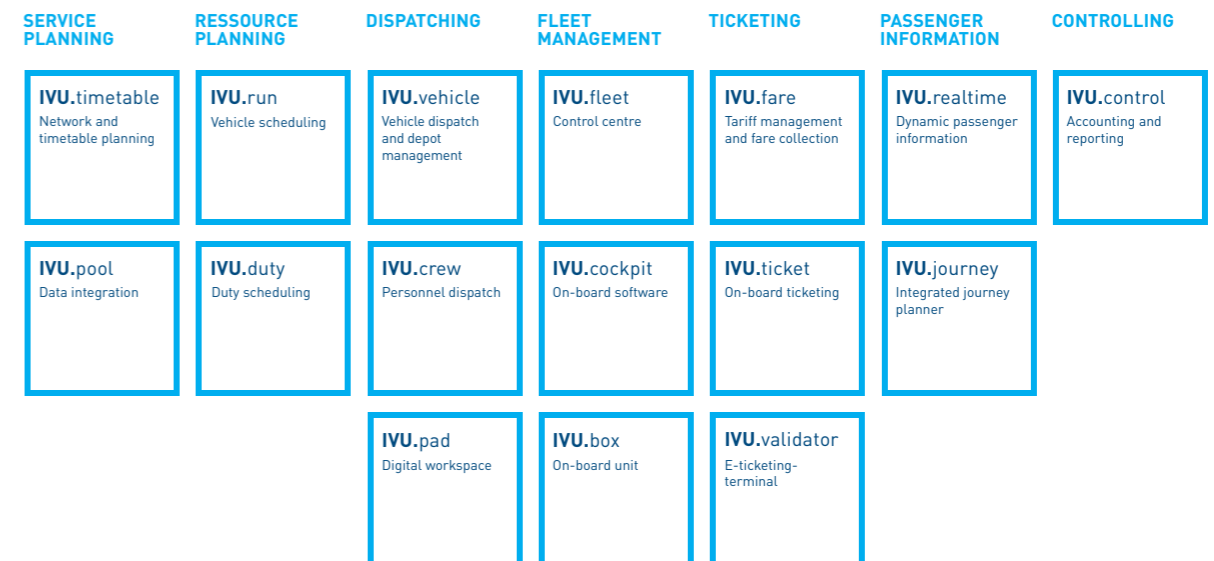 SERVICE
PLANNING
RESSOURCE
PLANNING
DISPATCHING
FLEET
MANAGEMENT
TICKETING
PASSENGER
INFORMATION
CONTROLLING
IVU.timetable
Network and
timetable planning
IVU.run
Vehicle scheduling
IVU.vehicle
Vehicle dispatch
and depot
management
IVU.fleet
Control centre
IVU.fare
Tariff management
and fare collection
IVU.realtime
Dynamic passenger
information
IVU.control
Accounting and
reporting
IVU.pool
Data integration
IVU.duty
Duty scheduling
IVU.crew
Personnel dispatch
IVU.cockpit
On-board software
IVU.ticket
On-board ticketing
IVU.journey
Integrated journey
planner
IVU.pad
Digital workspace
IVU.box
On-board unit
IVU.validator
E-ticketing-
terminal